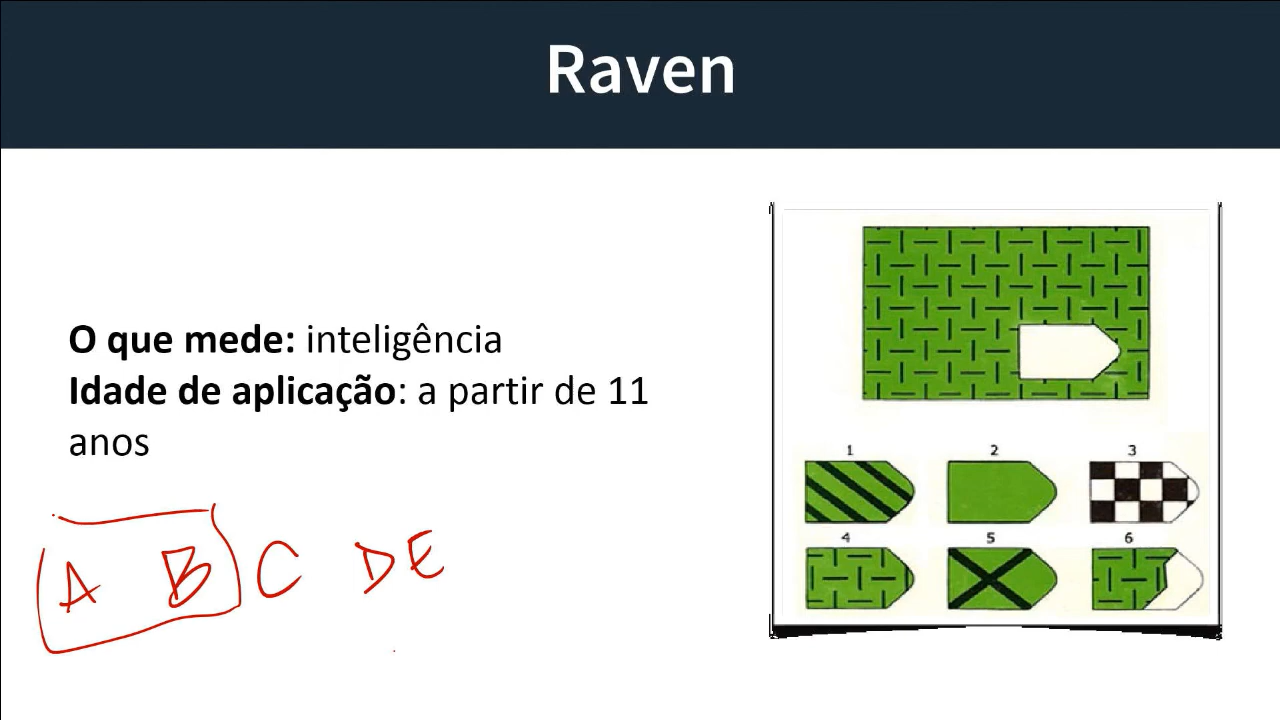 Raven
O que mede: inteligência
Idade de aplicação: a partir de 11
anos
A B C D E
1 2 3
4 5 6